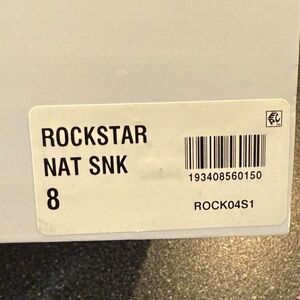 ROCKSTAR
NAT SNK
8
193408560150
ROCK04S1